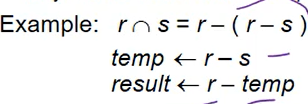 Example: r ∩ s = r – ( r – s )
temp ← r – s
result ← r – temp